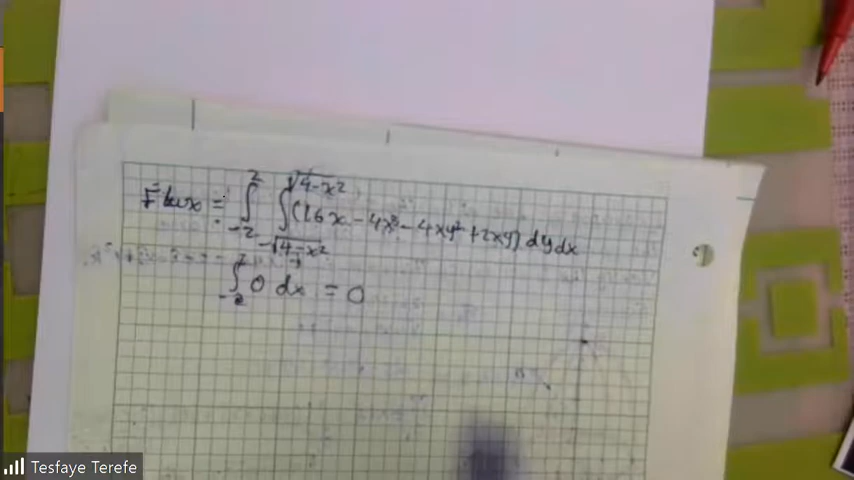 Flux = ∫_{-2}^{2} ∫_{-√(4-x²)}^{√(4-x²)} (16x - 4x³ - 4xy² + 2xy) dy dx
∫_{-2}^{2} 0 dx = 0
Tesfaye Terefe